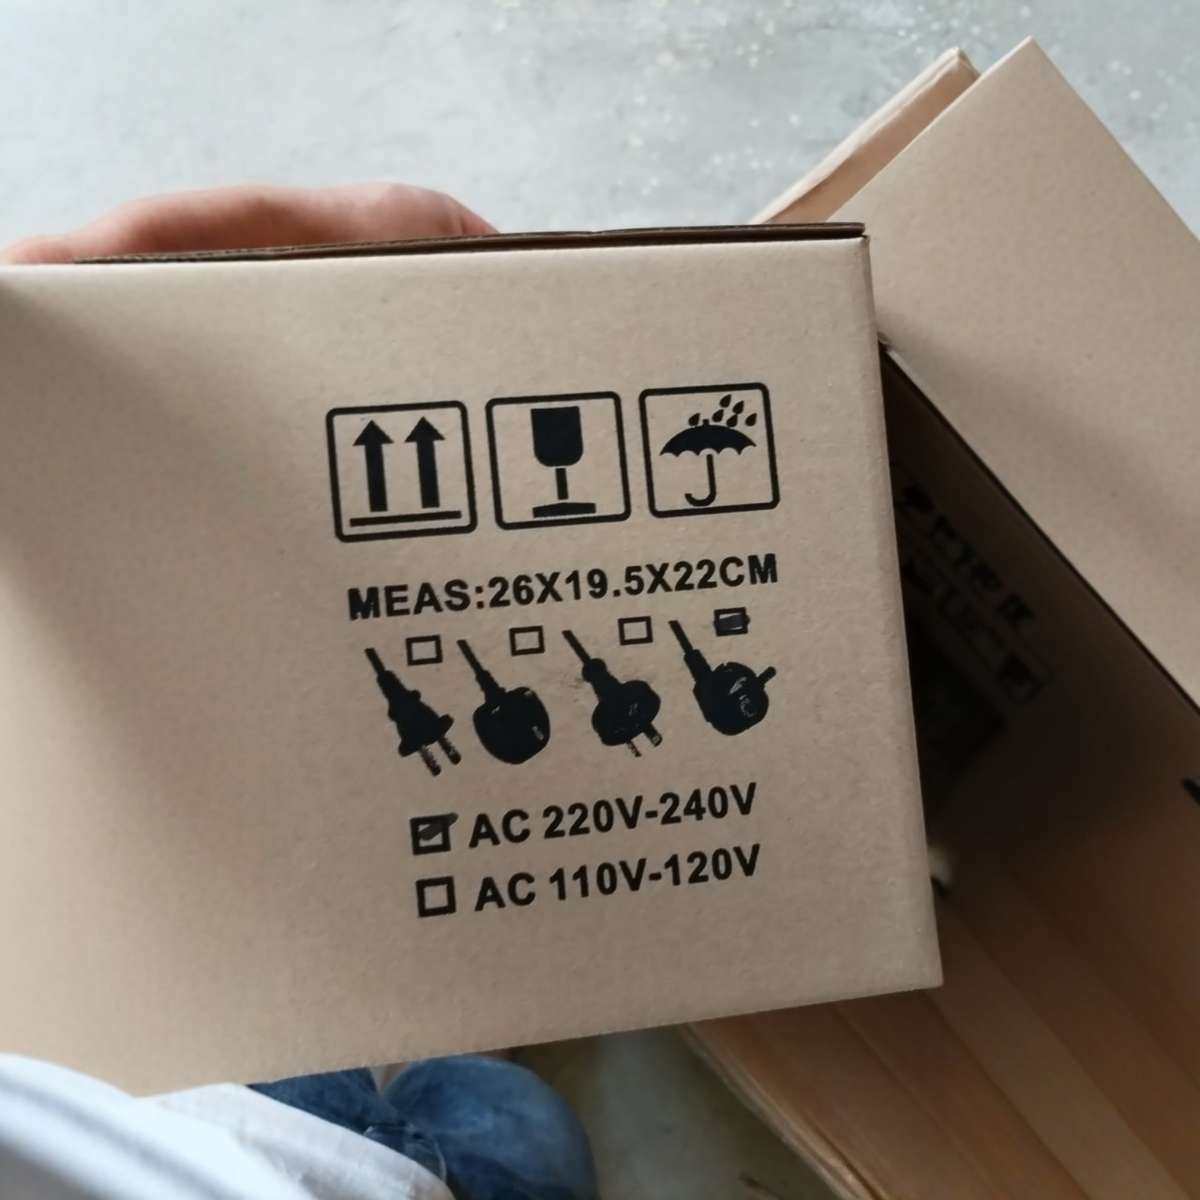 MEAS:26X19.5X22CM
AC 220V-240V
AC 110V-120V